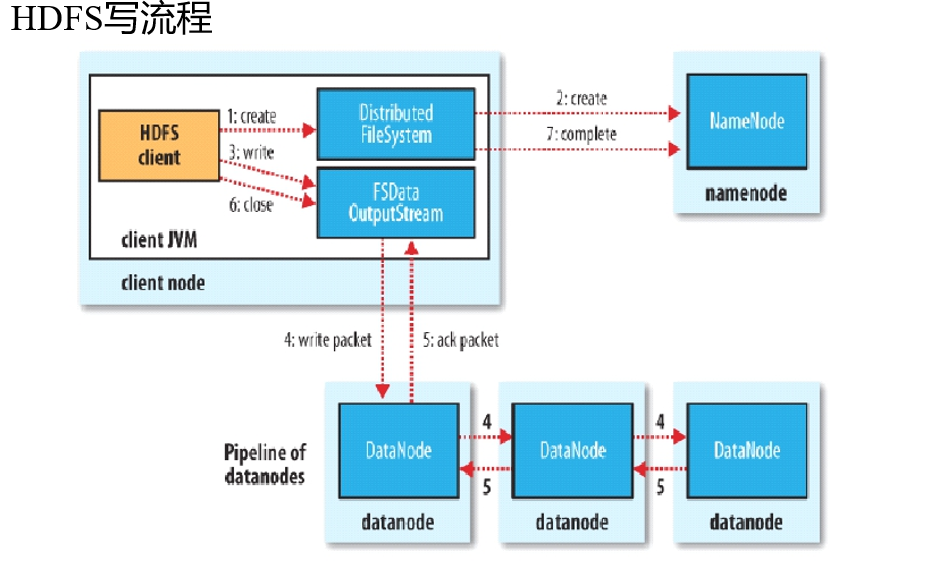 HDFS写流程
HDFS
client
1: create
3: write
6: close
Distributed
FileSystem
FSData
OutputStream
client JVM
client node
2: create
7: complete
NameNode
namenode
4: write packet
5: ack packet
Pipeline of
datanodes
DataNode
datanode
4
5
DataNode
datanode
4
5
DataNode
datanode